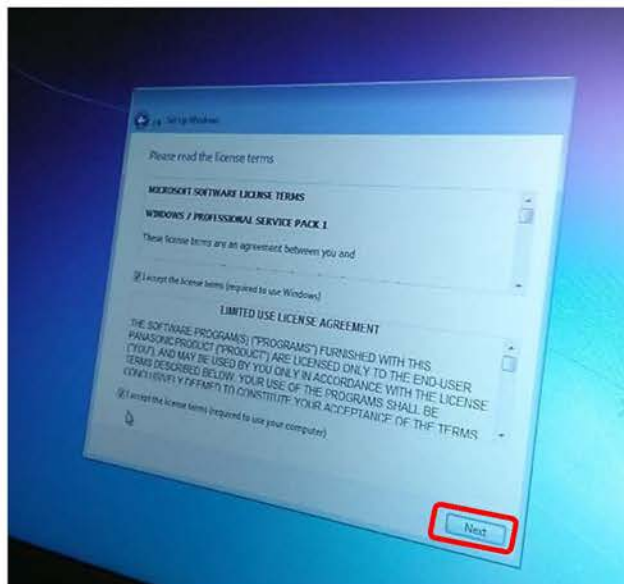 Set Up Windows
Please read the license terms
MICROSOFT SOFTWARE LICENSE TERMS
WINDOWS 7 PROFESSIONAL SERVICE PACK 1
These license terms are an agreement between you and
I accept the license terms (required to use Windows)
LIMITED USE LICENSE AGREEMENT
THE SOFTWARE PROGRAM(S) ("PROGRAMS") FURNISHED WITH THIS
PANASONIC PRODUCT ("PRODUCT") ARE LICENSED ONLY TO THE END-USER
("YOU"), AND MAY BE USED BY YOU ONLY IN ACCORDANCE WITH THE LICENSE
TERMS DESCRIBED BELOW. YOUR USE OF THE PROGRAMS SHALL BE
CONCLUSIVELY DEEMED TO CONSTITUTE YOUR ACCEPTANCE OF THE TERMS
I accept the license terms (required to use your computer)
Next